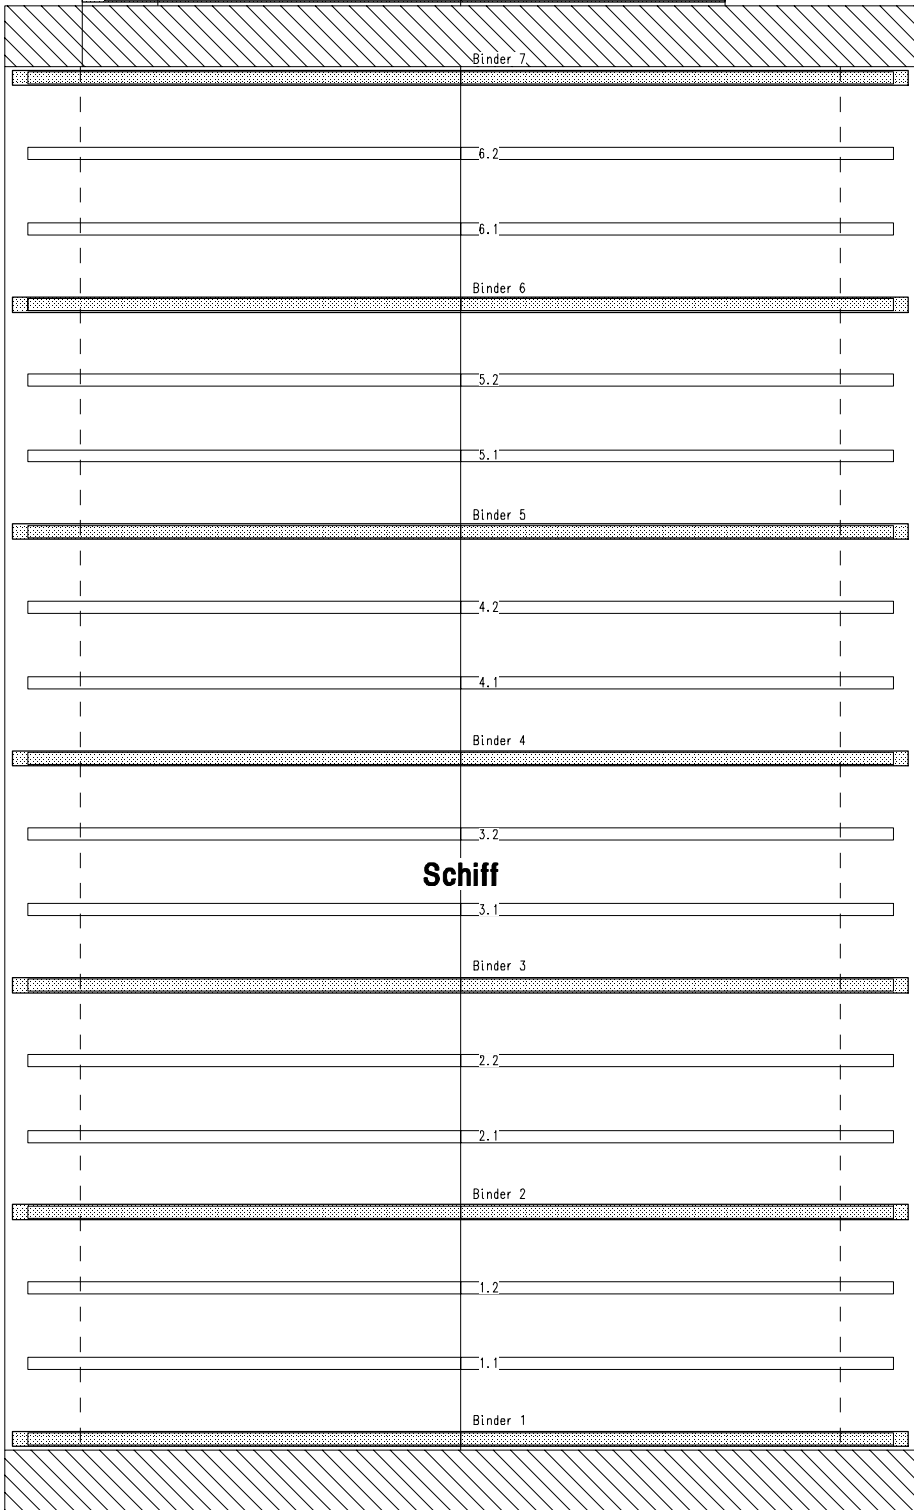 Binder 7
6.2
6.1
Binder 6
5.2
5.1
Binder 5
4.2
4.1
Binder 4
3.2
Schiff
3.1
Binder 3
2.2
2.1
Binder 2
1.2
1.1
Binder 1